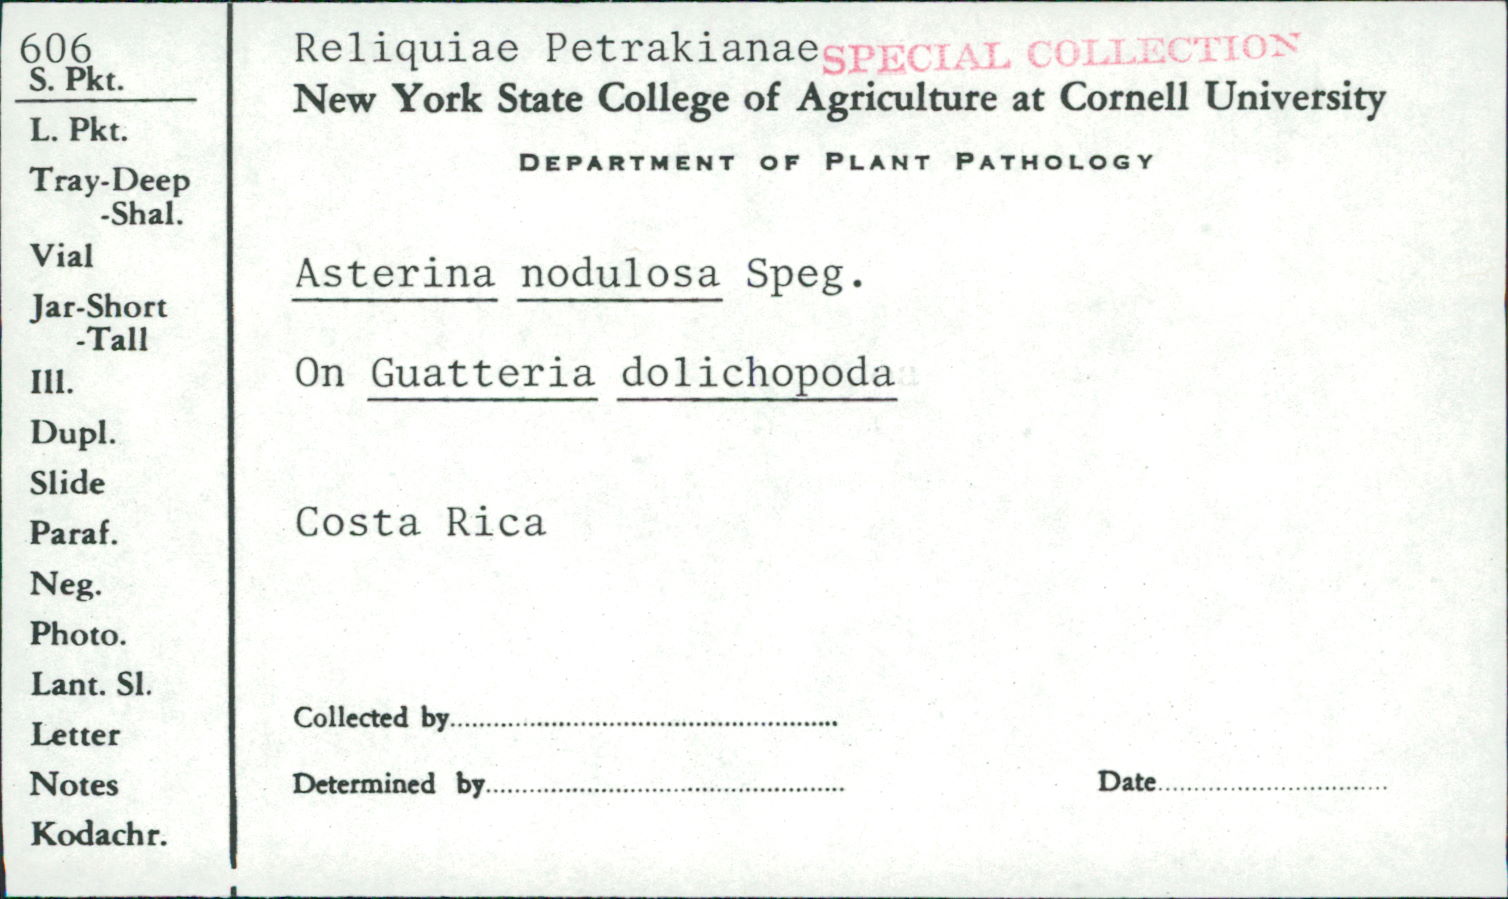 606
S. Pkt.
L. Pkt.
Tray-Deep
-Shal.
Vial
Jar-Short
-Tall
Ill.
Dupl.
Slide
Paraf.
Neg.
Photo.
Lant. Sl.
Letter
Notes
Kodachr.
Reliquiae Petrakianae SPECIAL COLLECTION
New York State College of Agriculture at Cornell University
DEPARTMENT OF PLANT PATHOLOGY
Asterina nodulosa Speg.
On Guatteria dolichopoda
Costa Rica
Collected by
Determined by
Date